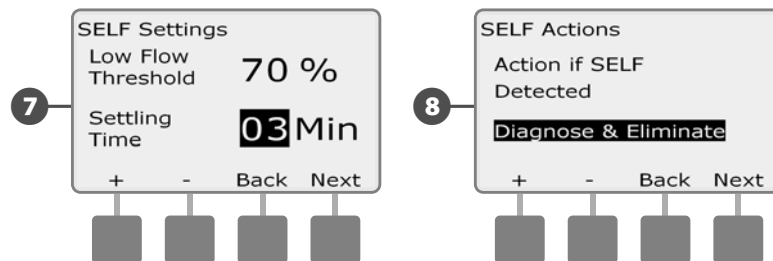 7
SELF Settings
Low Flow
Threshold 70 %
Settling
Time 03 Min
+ - Back Next
8
SELF Actions
Action if SELF
Detected
Diagnose & Eliminate
+ - Back Next